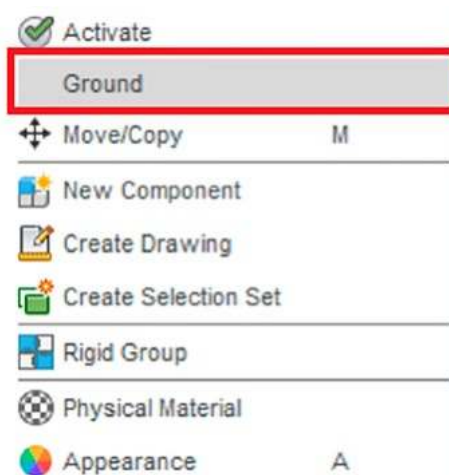 Activate
Ground
Move/Copy M
New Component
Create Drawing
Create Selection Set
Rigid Group
Physical Material
Appearance A